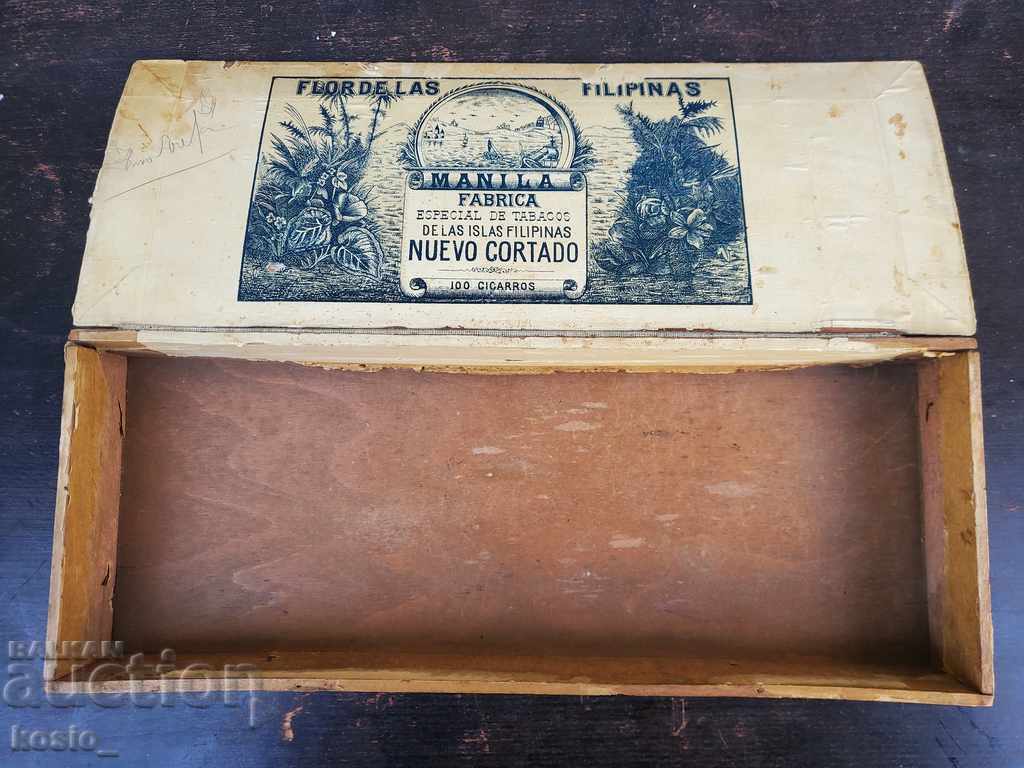 FLOR DE LAS FILIPINAS
MANILA
FABRICA
ESPECIAL DE TABACOS
DE LAS ISLAS FILIPINAS
NUEVO CORTADO
100 CIGARROS
BALKAN
auction
kosio_